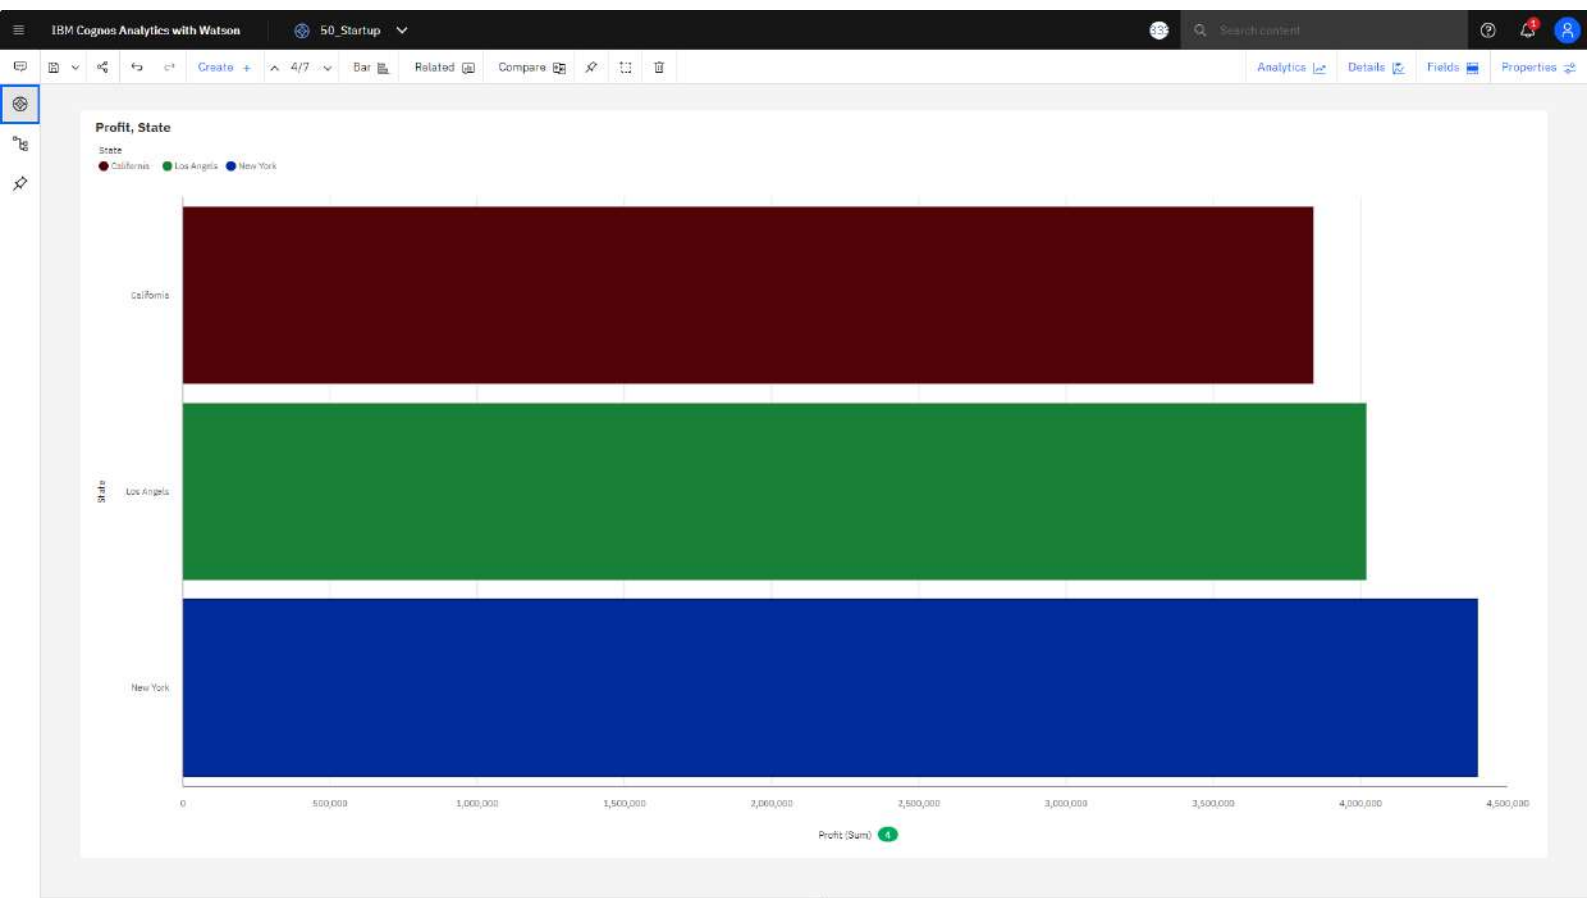 IBM Cognos Analytics with Watson 50_Startup Search content 1
Create + 4/7 Bar Related Compare Analytics Details Fields Properties
Profit, State
State
California Los Angels New York
California
Los Angels
State
New York
0 500,000 1,000,000 1,500,000 2,000,000 2,500,000 3,000,000 3,500,000 4,000,000 4,500,000
Profit (Sum) 4